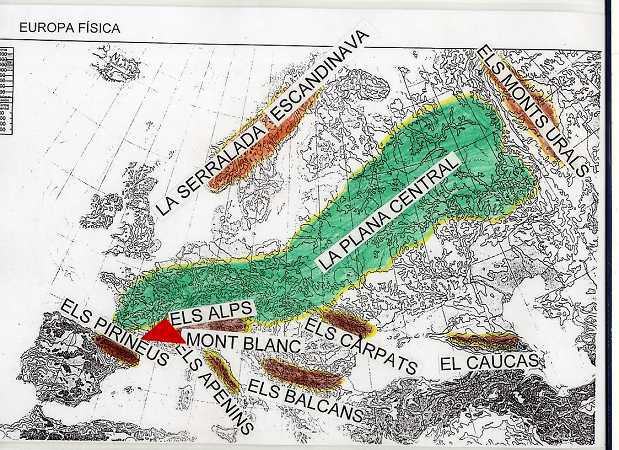 EUROPA FÍSICA
LA SERRALADA ESCANDINAVA
ELS MONTS URALS
LA PLANA CENTRAL
ELS ALPS
ELS PIRINEUS
MONT BLANC
ELS CARPATS
EL CAUCAS
ELS APENINS
ELS BALCANS